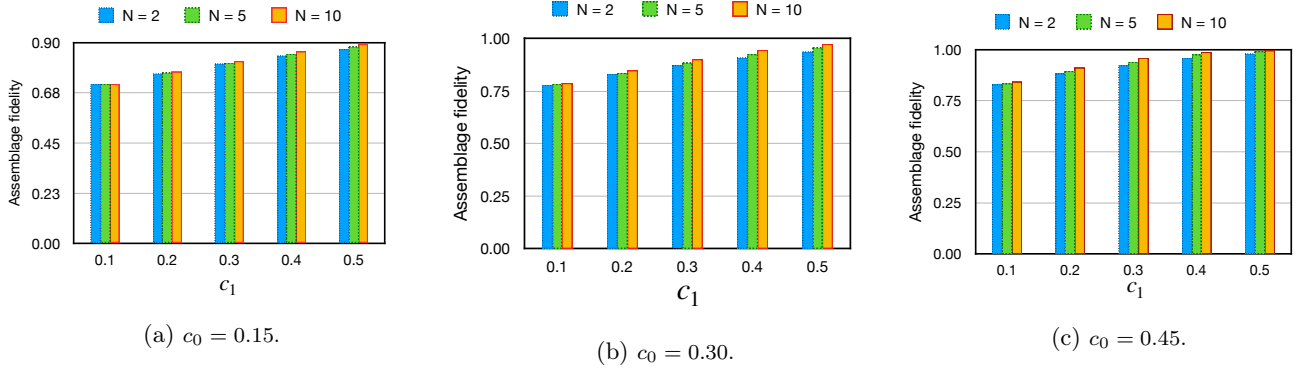 N = 2 N = 5 N = 10
0.90
0.68
0.45
0.23
0.00
Assemblage fidelity
0.1 0.2 0.3 0.4 0.5
c₁
(a) c₀ = 0.15.
N = 2 N = 5 N = 10
1.00
0.75
0.50
0.25
0.00
Assemblage fidelity
0.1 0.2 0.3 0.4 0.5
c₁
(b) c₀ = 0.30.
N = 2 N = 5 N = 10
1.00
0.75
0.50
0.25
0.00
Assemblage fidelity
0.1 0.2 0.3 0.4 0.5
c₁
(c) c₀ = 0.45.